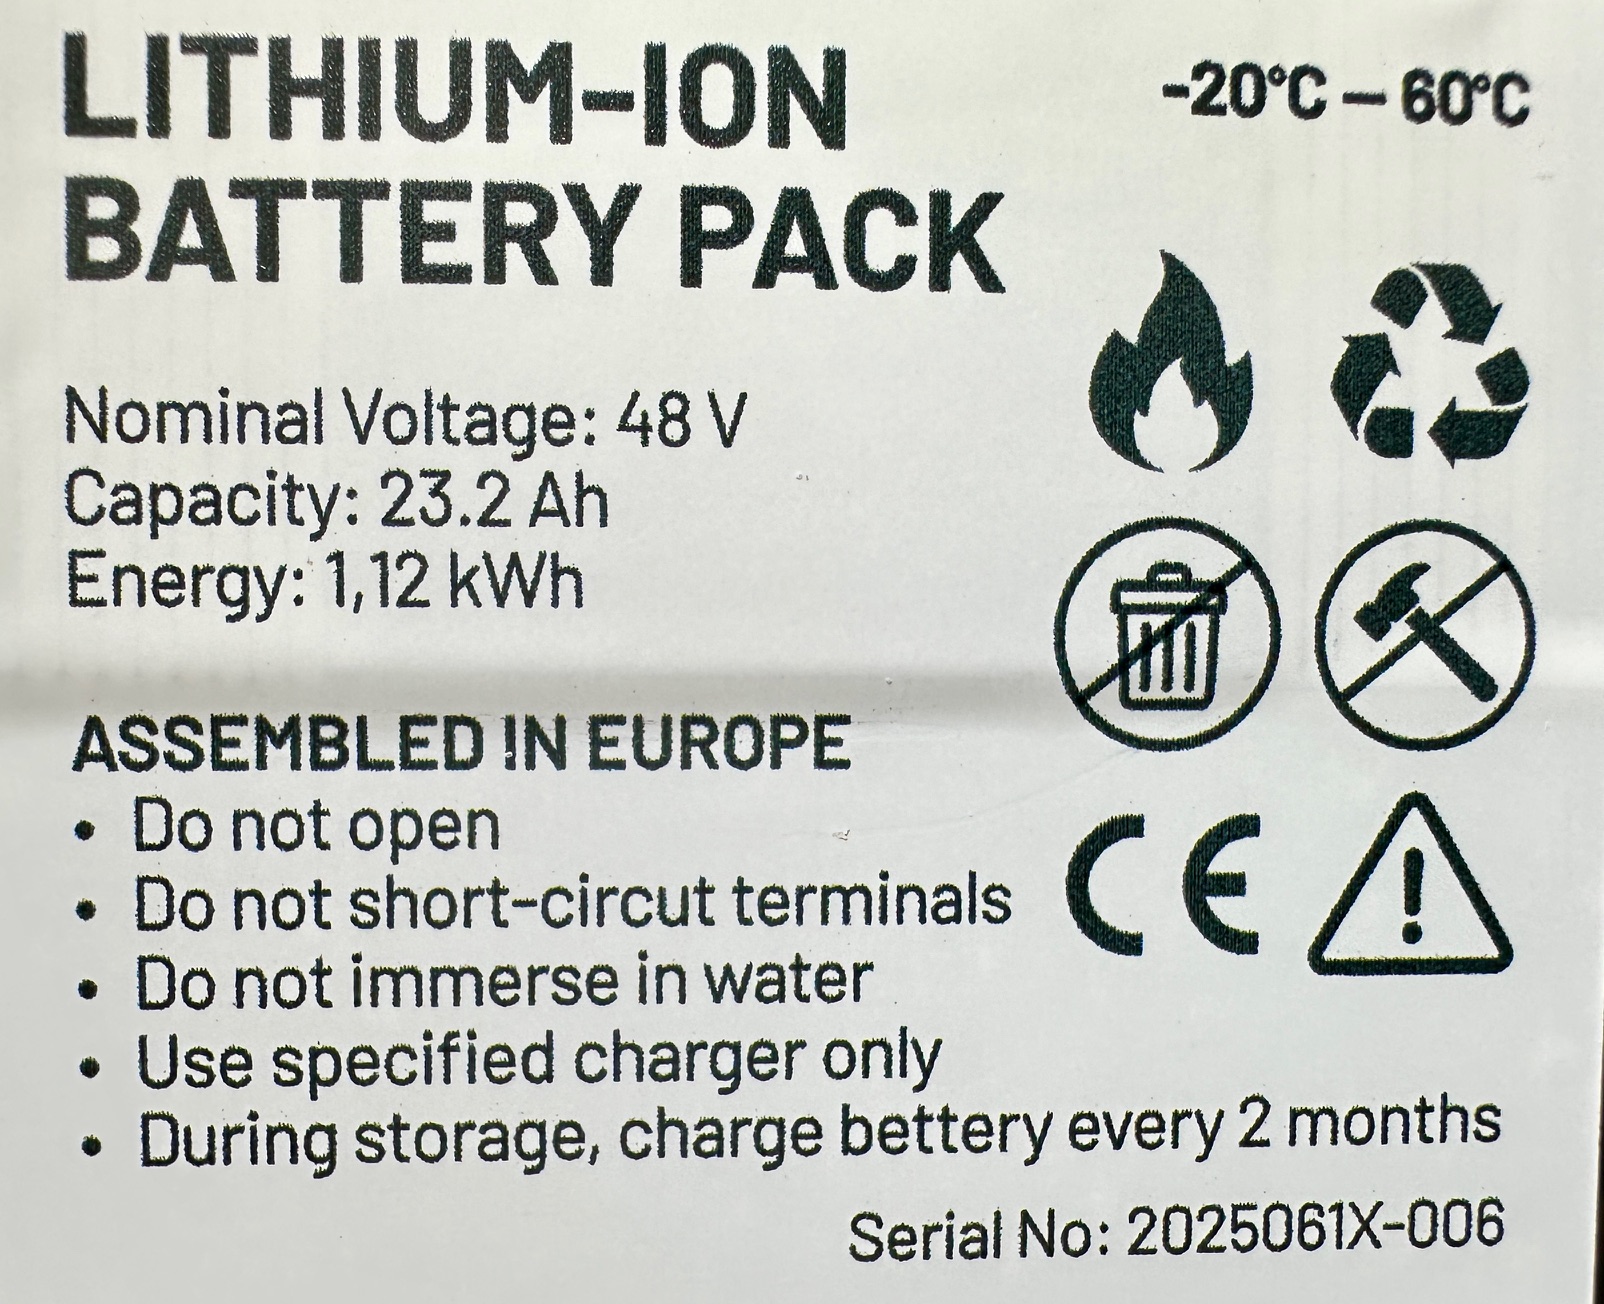 LITHIUM-ION
BATTERY PACK
-20°C – 60°C
Nominal Voltage: 48 V
Capacity: 23.2 Ah
Energy: 1,12 kWh
ASSEMBLED IN EUROPE
• Do not open
• Do not short-circut terminals
• Do not immerse in water
• Use specified charger only
• During storage, charge bettery every 2 months
CE
Serial No: 2025061X-006